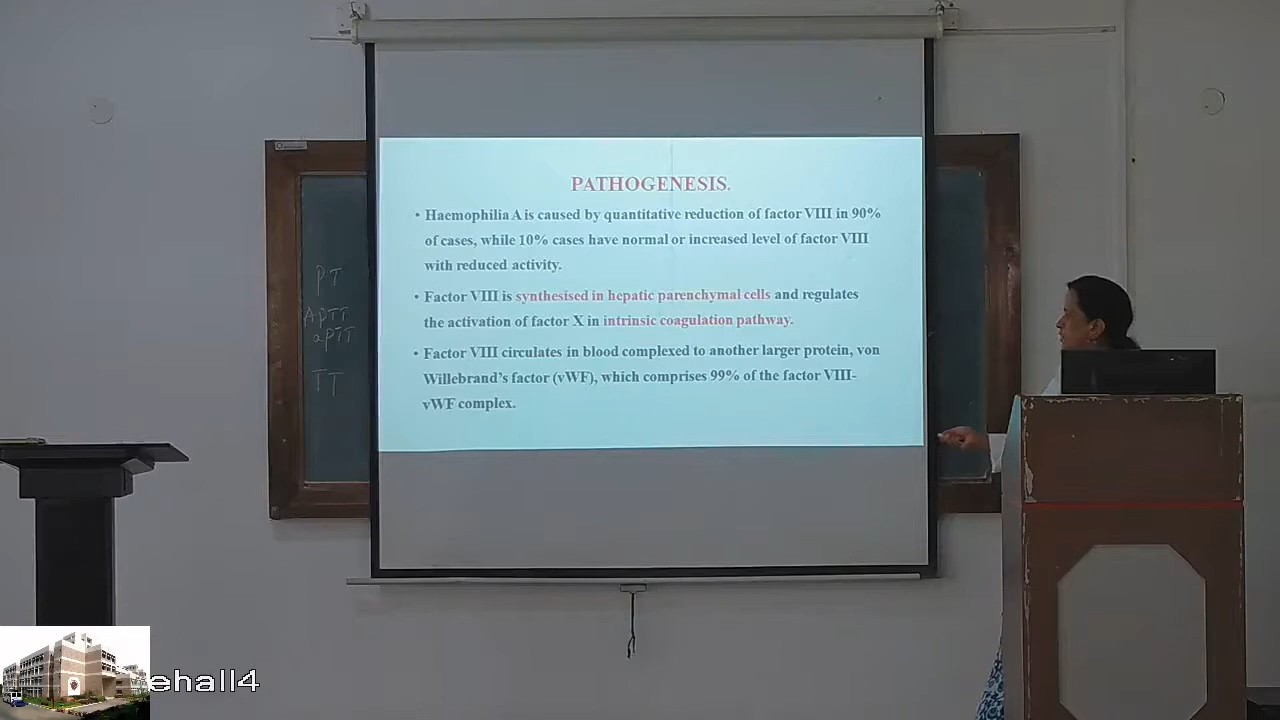 PATHOGENESIS.
• Haemophilia A is caused by quantitative reduction of factor VIII in 90%
of cases, while 10% cases have normal or increased level of factor VIII
with reduced activity.
• Factor VIII is synthesised in hepatic parenchymal cells and regulates
the activation of factor X in intrinsic coagulation pathway.
• Factor VIII circulates in blood complexed to another larger protein, von
Willebrand's factor (vWF), which comprises 99% of the factor VIII-
vWF complex.
PT
APTT
aPTT
TT
ehall4